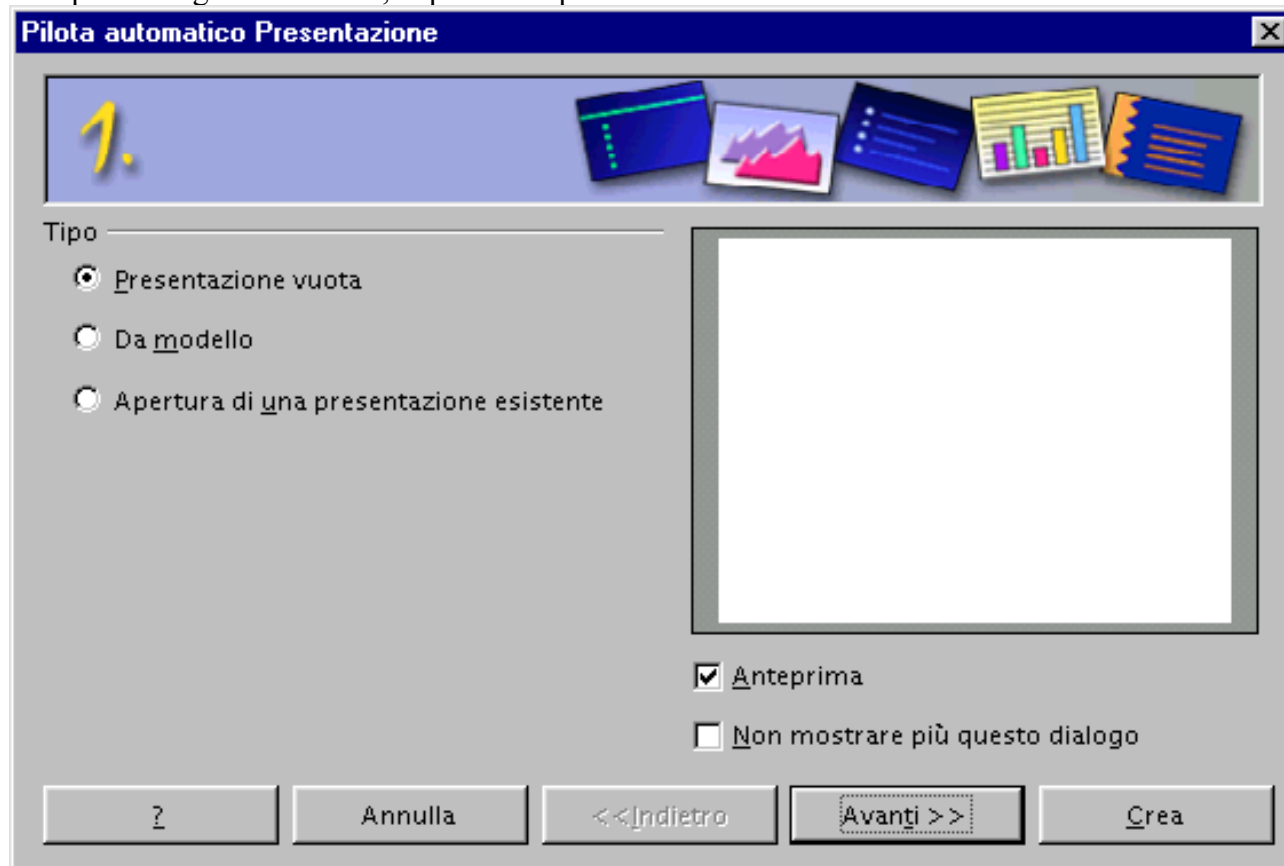 Pilota automatico Presentazione
1.
Tipo
Presentazione vuota
Da modello
Apertura di una presentazione esistente
Anteprima
Non mostrare più questo dialogo
? Annulla <<Indietro Avanti >> Crea